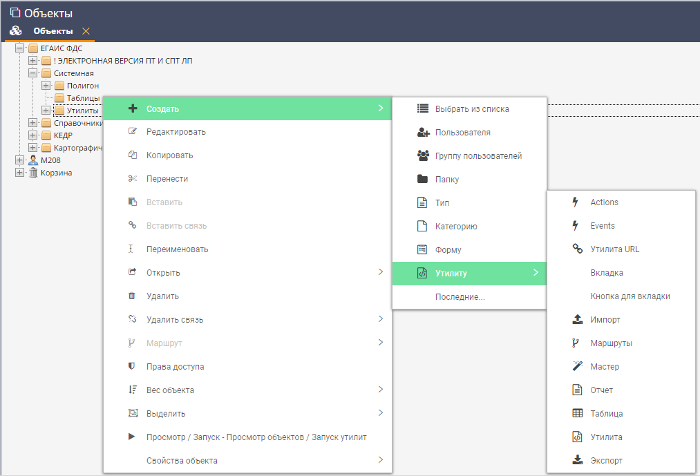 Объекты
Объекты
ЕГАИС ФДС
! ЭЛЕКТРОННАЯ ВЕРСИЯ ПТ И СПТ ЛП
Системная
Полигон
Таблицы
Утилиты
Справочники
КЕДР
Картографич
М208
Корзина
Создать
Редактировать
Копировать
Перенести
Вставить
Вставить связь
Переименовать
Открыть
Удалить
Удалить связь
Маршрут
Права доступа
Вес объекта
Выделить
Просмотр / Запуск - Просмотр объектов / Запуск утилит
Свойства объекта
Выбрать из списка
Пользователя
Группу пользователей
Папку
Тип
Категорию
Форму
Утилиту
Последние...
Actions
Events
Утилита URL
Вкладка
Кнопка для вкладки
Импорт
Маршруты
Мастер
Отчет
Таблица
Утилита
Экспорт